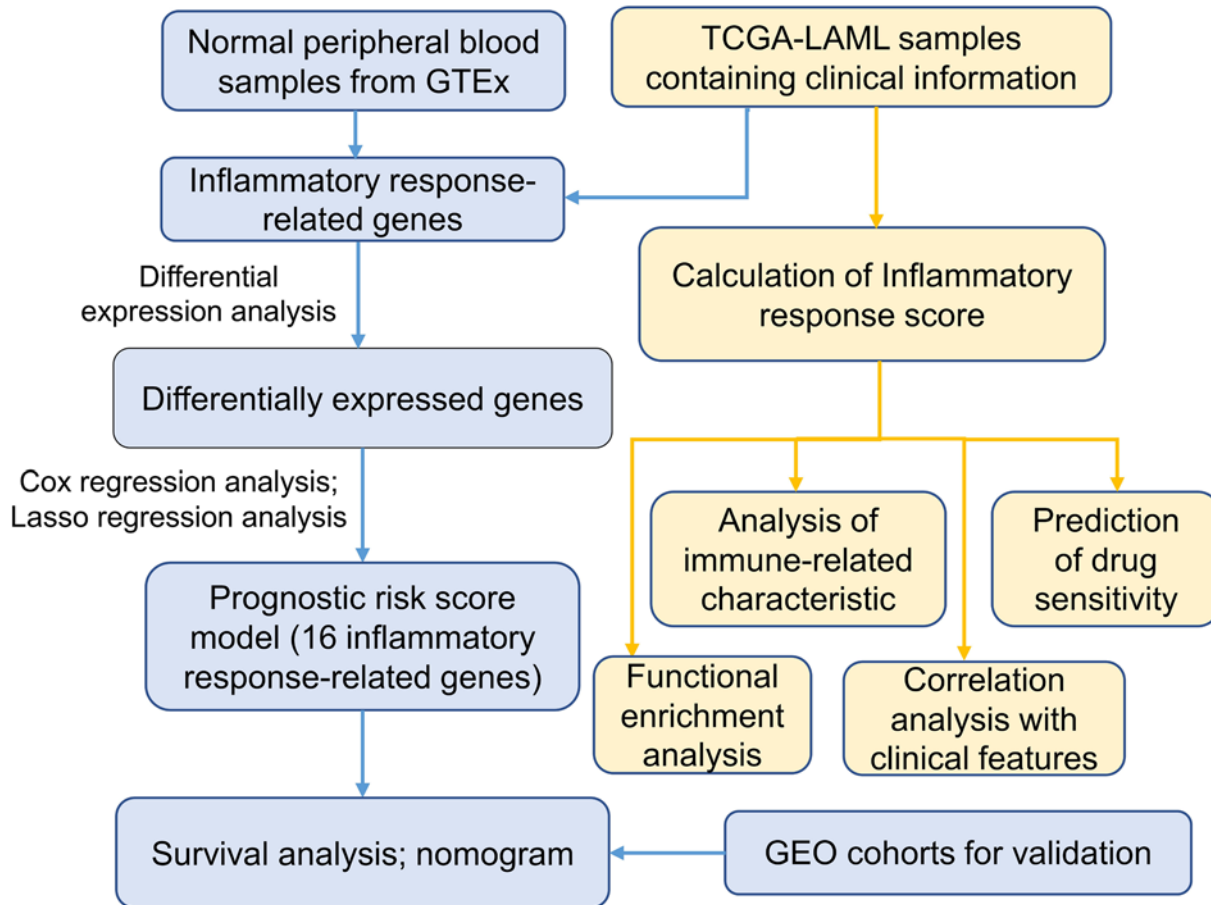 Normal peripheral blood
samples from GTEx
TCGA-LAML samples
containing clinical information
Inflammatory response-
related genes
Differential
expression analysis
Calculation of Inflammatory
response score
Differentially expressed genes
Cox regression analysis;
Lasso regression analysis
Analysis of
immune-related
characteristic
Prediction
of drug
sensitivity
Prognostic risk score
model (16 inflammatory
response-related genes)
Functional
enrichment
analysis
Correlation
analysis with
clinical features
Survival analysis; nomogram
GEO cohorts for validation